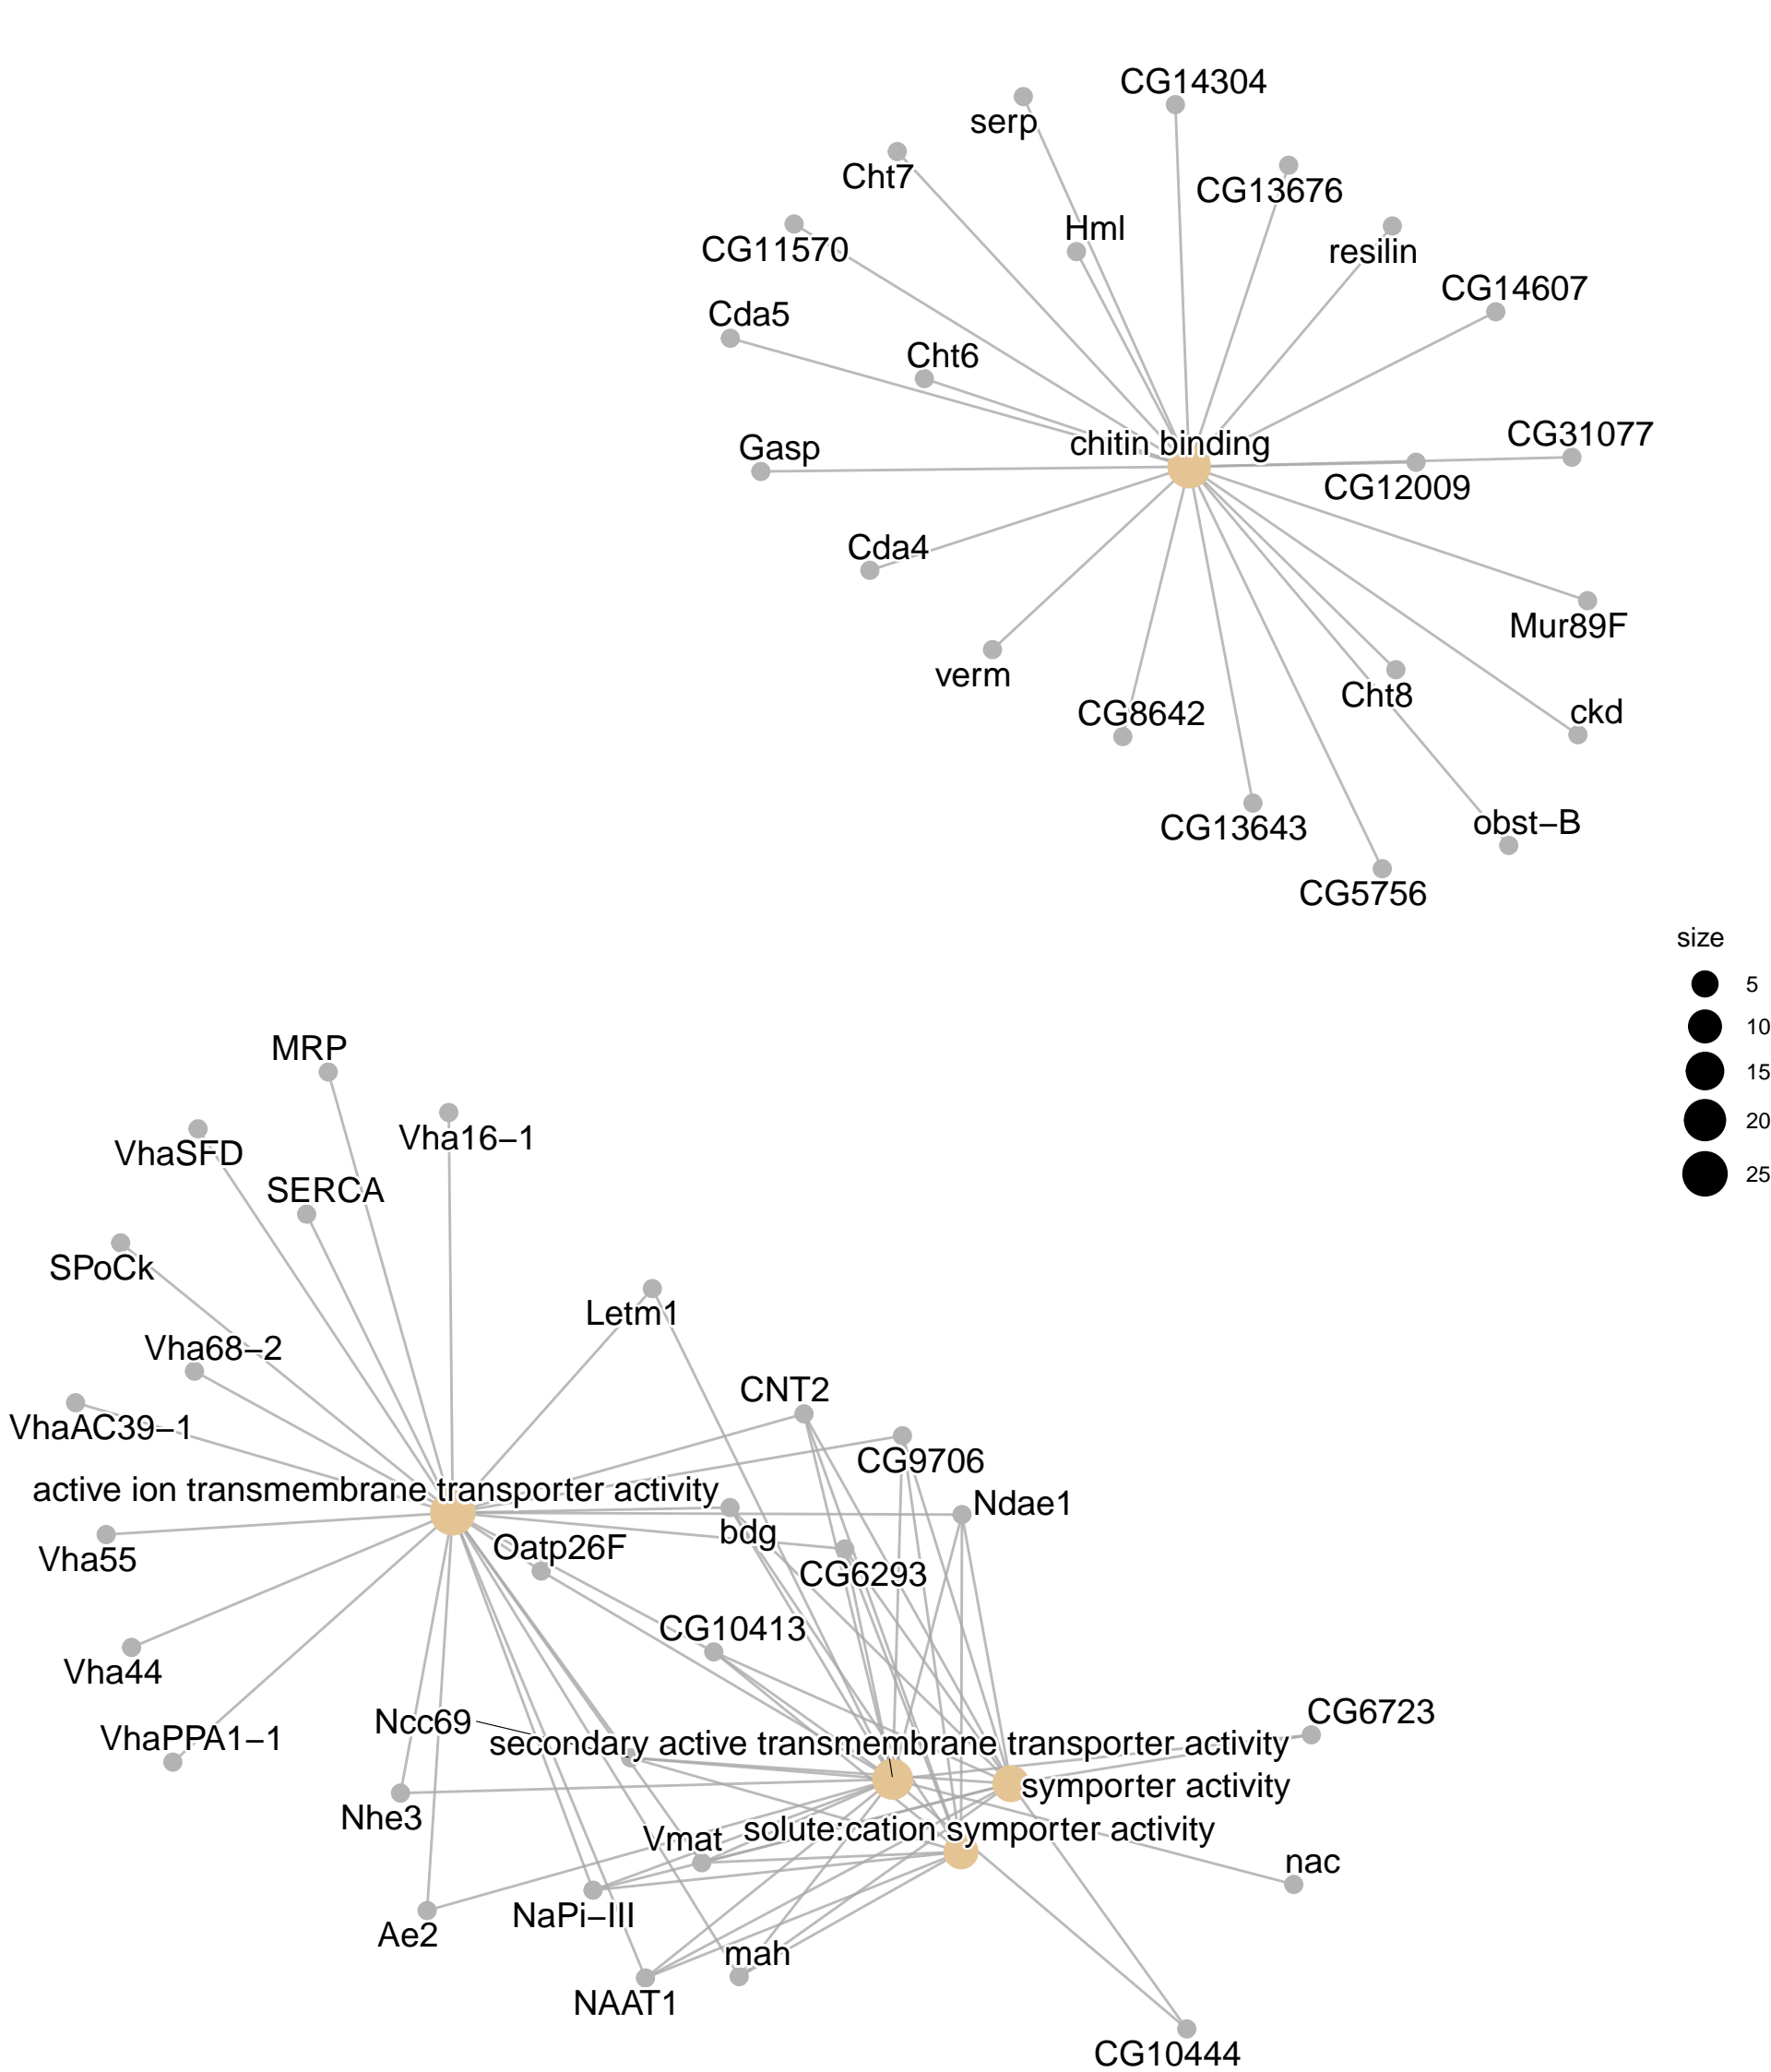 CG14304
serp
Cht7
CG13676
Hml
resilin
CG11570
CG14607
Cda5
Cht6
chitin binding
CG31077
Gasp
CG12009
Cda4
Mur89F
verm
Cht8
ckd
CG8642
obst−B
CG13643
CG5756
size
5
10
15
20
25
MRP
Vha16−1
VhaSFD
SERCA
SPoCk
Letm1
Vha68−2
CNT2
VhaAC39−1
CG9706
active ion transmembrane transporter activity
Ndae1
bdg
Oatp26F
Vha55
CG6293
CG10413
Vha44
CG6723
Ncc69
VhaPPA1−1
secondary active transmembrane transporter activity
symporter activity
Nhe3
solute:cation symporter activity
Vmat
nac
NaPi−III
Ae2
mah
NAAT1
CG10444